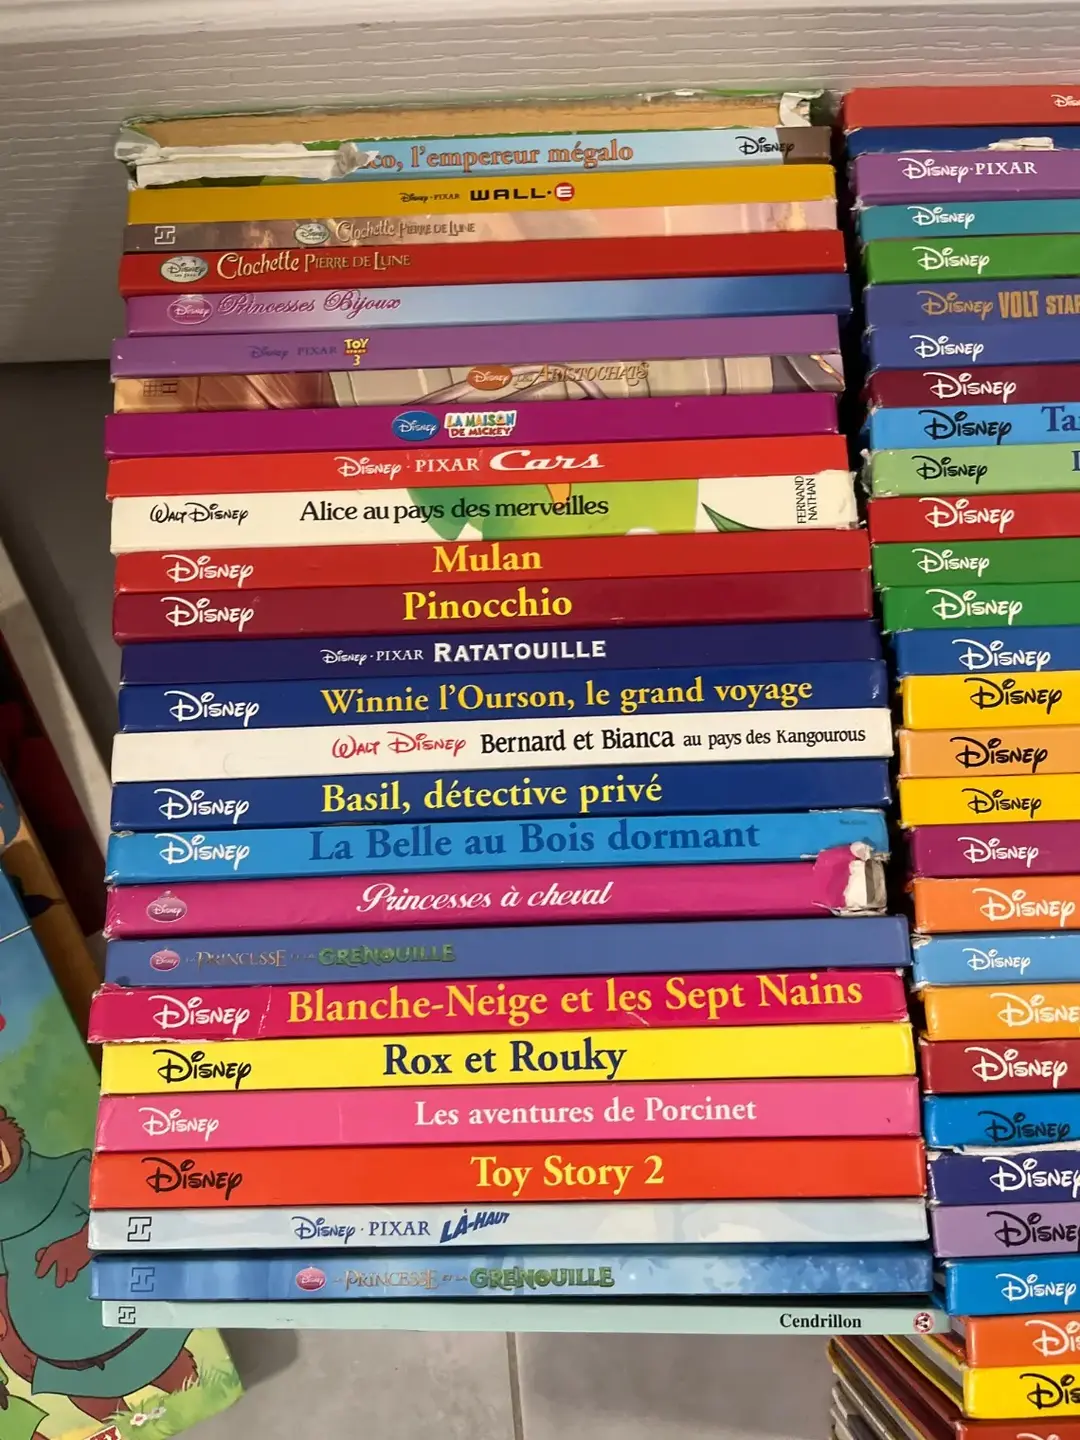 co, l'empereur mégalo DISNEY
DISNEY·PIXAR WALL·E
DISNEY Clochette PIERRE DE LUNE
DISNEY Clochette PIERRE DE LUNE
DISNEY Princesses Bijoux
DISNEY PIXAR TOY STORY 3
DISNEY LES ARISTOCHATS
DISNEY LA MAISON DE MICKEY
DISNEY·PIXAR Cars
WALT DISNEY Alice au pays des merveilles FERNAND NATHAN
DISNEY Mulan
DISNEY Pinocchio
DISNEY·PIXAR RATATOUILLE
DISNEY Winnie l'Ourson, le grand voyage
WALT DISNEY Bernard et Bianca au pays des Kangourous
DISNEY Basil, détective privé
DISNEY La Belle au Bois dormant
DISNEY Princesses à cheval
DISNEY LA PRINCESSE ET LA GRENOUILLE
DISNEY Blanche-Neige et les Sept Nains
DISNEY Rox et Rouky
DISNEY Les aventures de Porcinet
DISNEY Toy Story 2
DISNEY·PIXAR LÀ-HAUT
DISNEY LA PRINCESSE ET LA GRENOUILLE
Cendrillon
DISNEY·PIXAR
DISNEY
DISNEY
DISNEY VOLT STAR
DISNEY
DISNEY
DISNEY Ta
DISNEY
DISNEY
DISNEY
DISNEY
DISNEY
DISNEY
DISNEY
DISNEY
DISNEY
DISNEY
DISNEY
DISNE
DISNEY
DISNEY
DISNEY
DISNEY
DISNEY
DIS
DIS